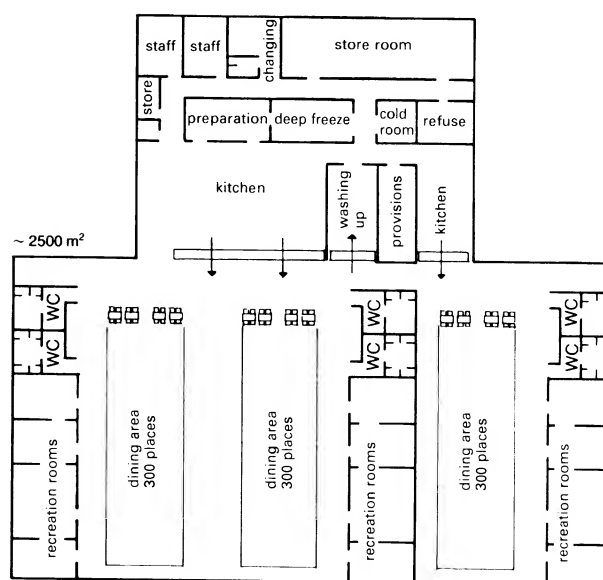 staff
staff
changing
store room
store
preparation
deep freeze
cold
room
refuse
kitchen
washing
up
provisions
kitchen
~ 2500 m²
WC
WC
WC
WC
WC
WC
dining area
300 places
dining area
300 places
dining area
300 places
recreation rooms
recreation rooms
recreation rooms